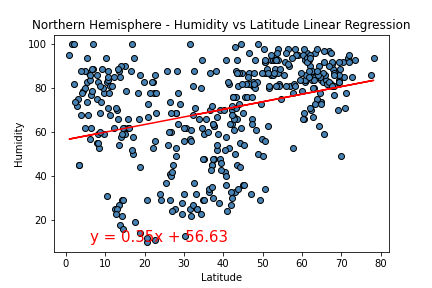 Northern Hemisphere - Humidity vs Latitude Linear Regression
100
80
60
40
20
Humidity
y = 0.35x + 56.63
0 10 20 30 40 50 60 70 80
Latitude